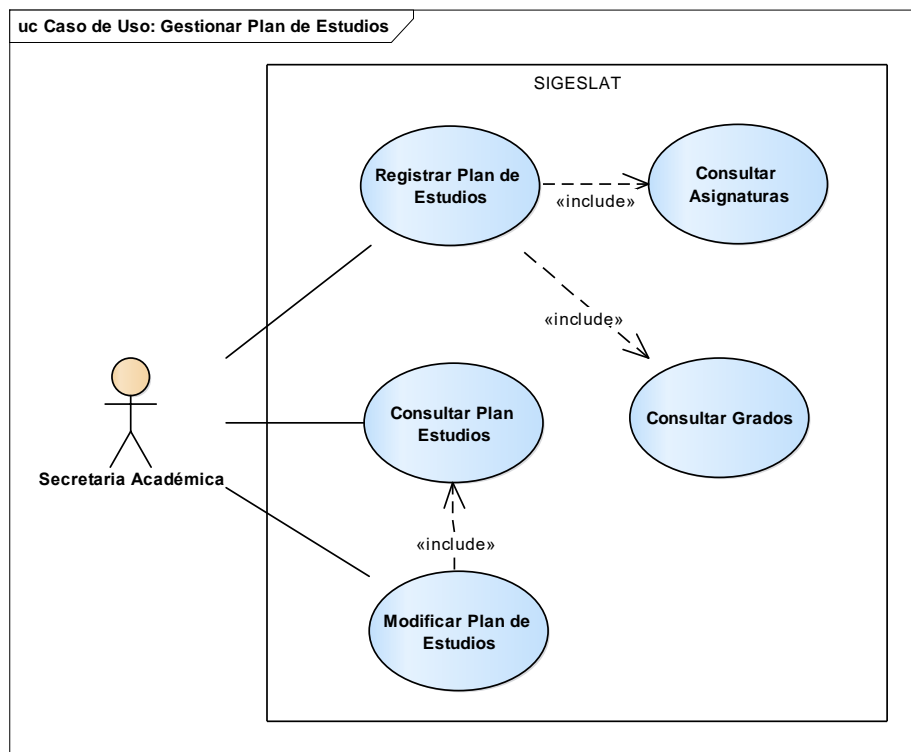 uc Caso de Uso: Gestionar Plan de Estudios
SIGESLAT
Registrar Plan de
Estudios
«include»
Consultar
Asignaturas
«include»
Consultar Plan
Estudios
Consultar Grados
Secretaria Académica
«include»
Modificar Plan de
Estudios